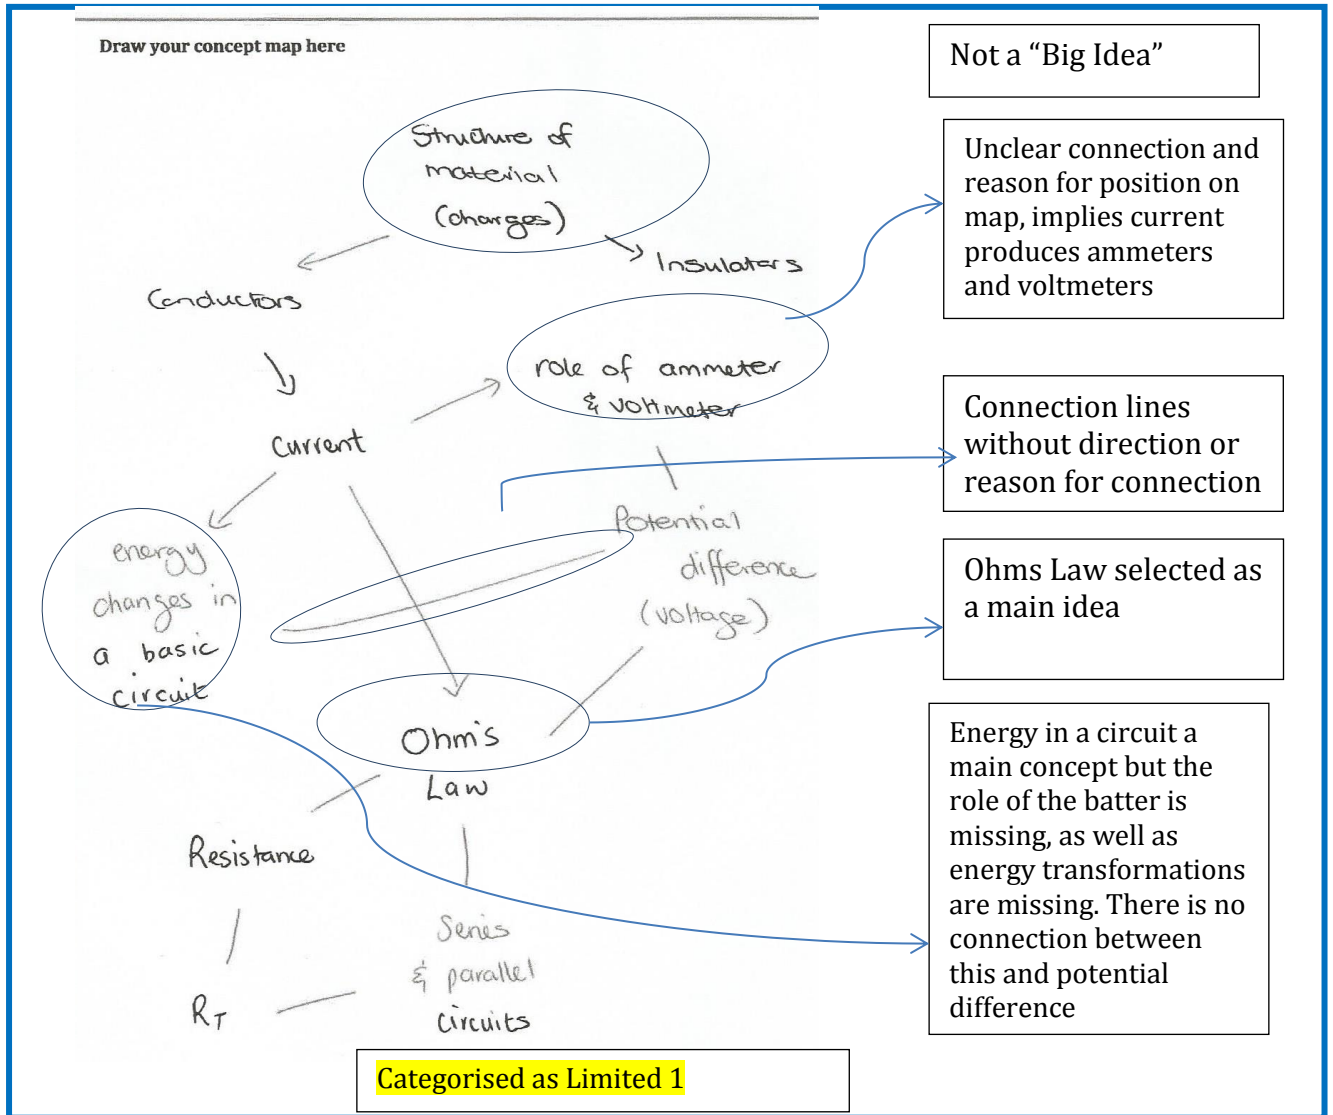 Draw your concept map here
Structure of
material
(charges)
Insulators
Conductors
role of ammeter
& voltmeter
Current
Potential
difference
(voltage)
energy
changes in
a basic
circuit
Ohm's
Law
Resistance
Series
& parallel
circuits
RT
Not a “Big Idea”
Unclear connection and
reason for position on
map, implies current
produces ammeters
and voltmeters
Connection lines
without direction or
reason for connection
Ohms Law selected as
a main idea
Energy in a circuit a
main concept but the
role of the batter is
missing, as well as
energy transformations
are missing. There is no
connection between
this and potential
difference
Categorised as Limited 1